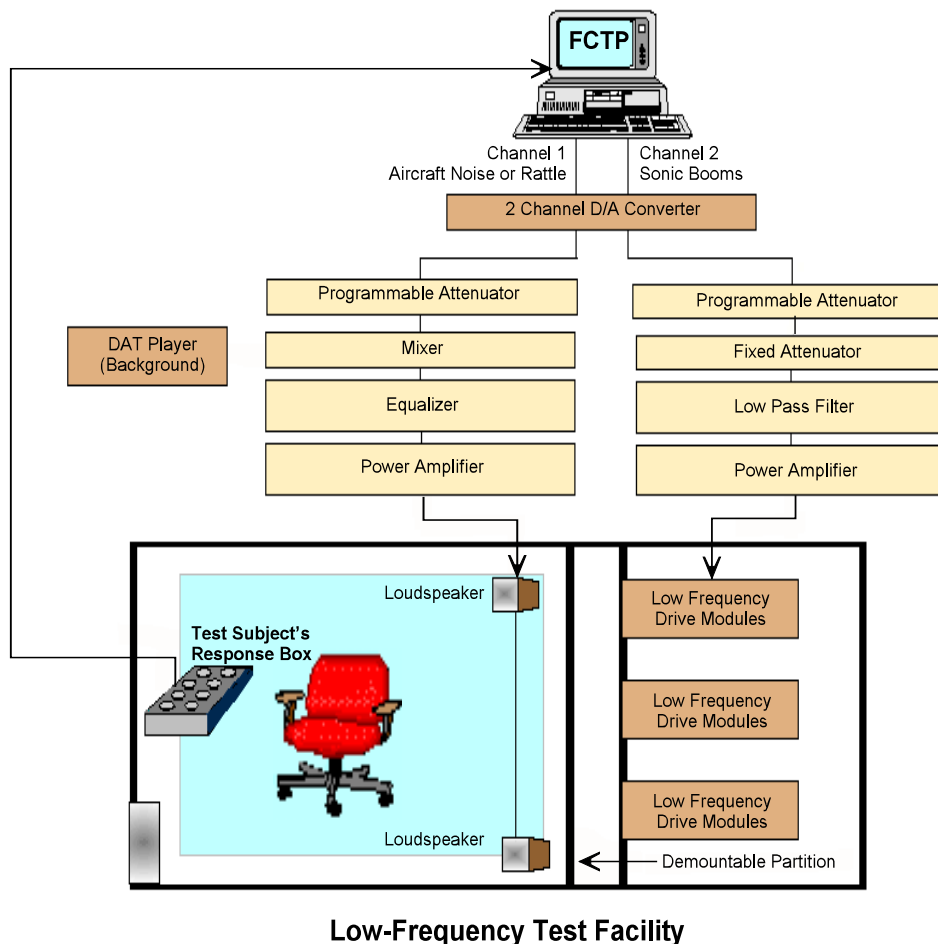 FCTP
Channel 1
Aircraft Noise or Rattle
Channel 2
Sonic Booms
2 Channel D/A Converter
Programmable Attenuator
Mixer
Equalizer
Power Amplifier
DAT Player
(Background)
Programmable Attenuator
Fixed Attenuator
Low Pass Filter
Power Amplifier
Loudspeaker
Test Subject's
Response Box
Loudspeaker
Low Frequency
Drive Modules
Low Frequency
Drive Modules
Low Frequency
Drive Modules
Demountable Partition
Low-Frequency Test Facility